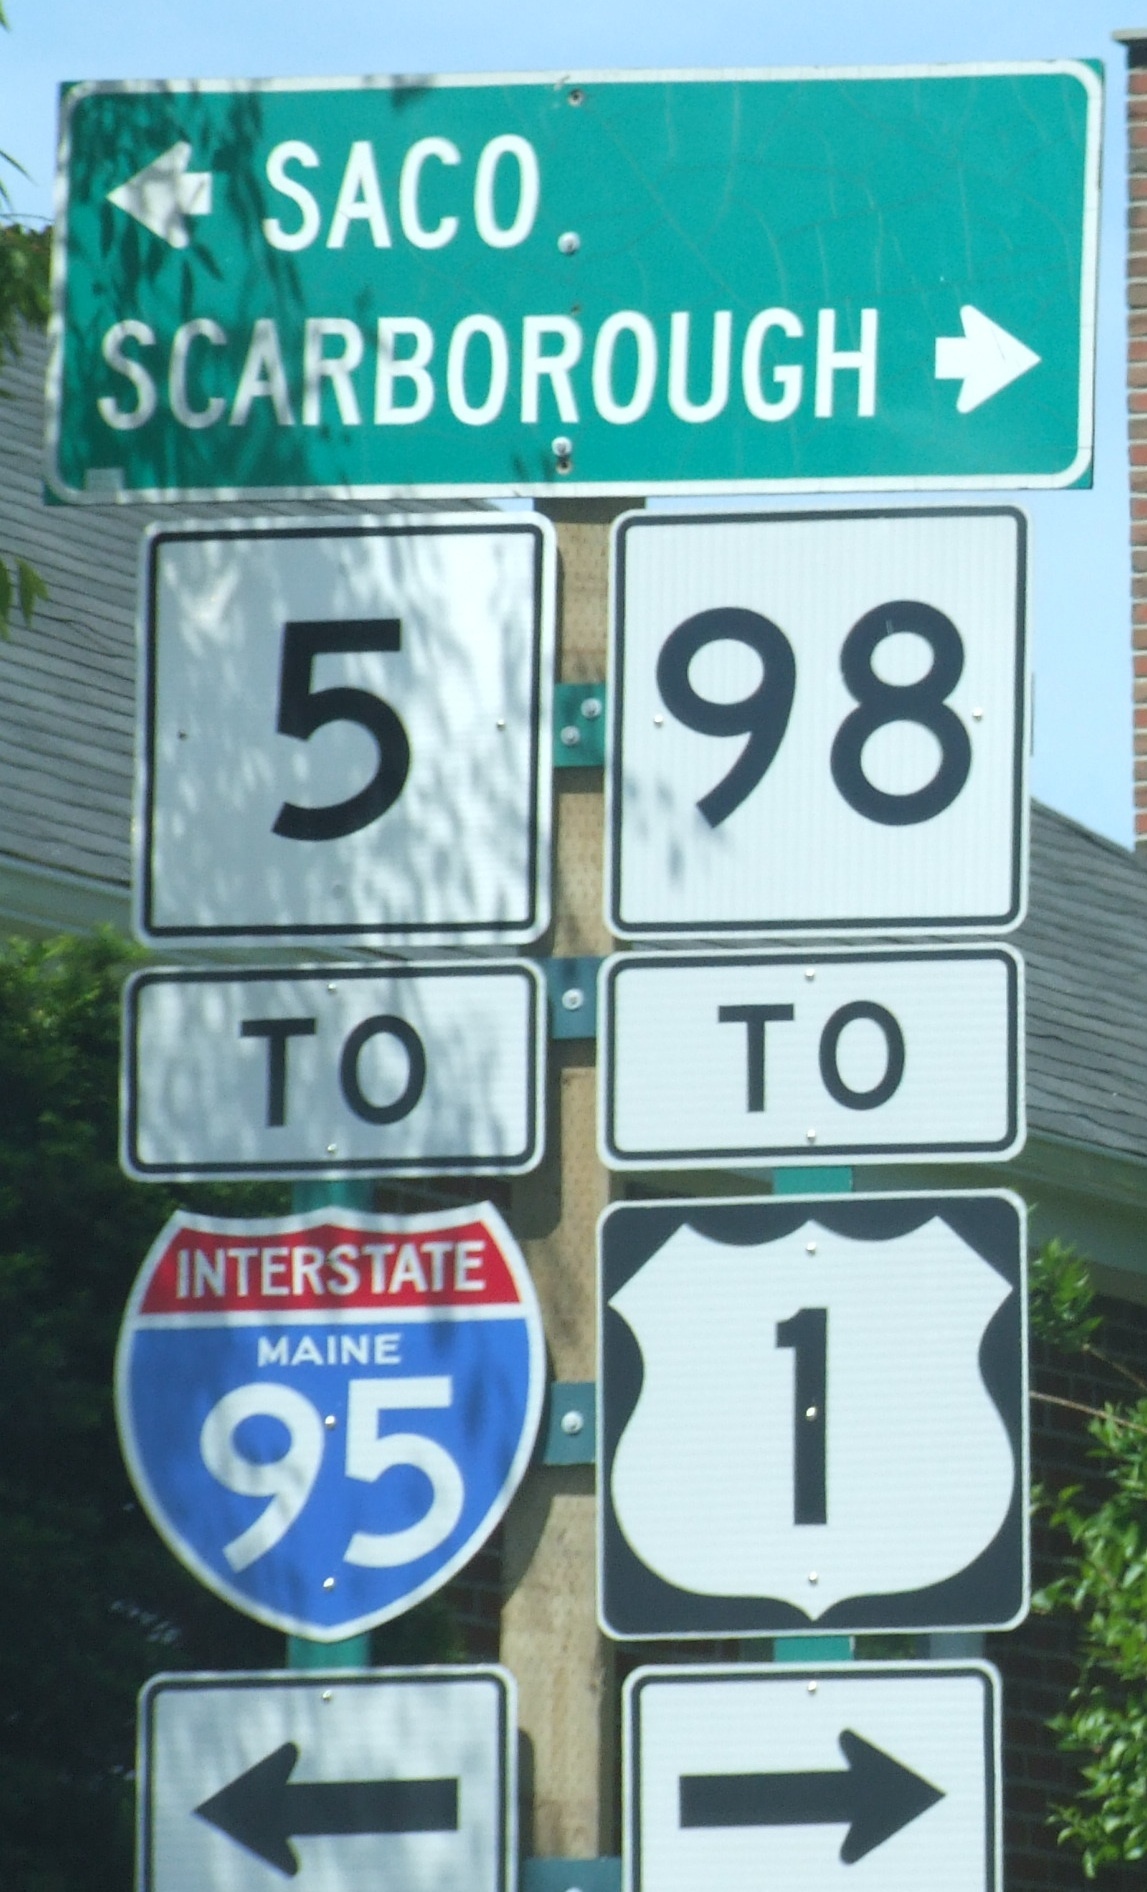 SACO
SCARBOROUGH
5
98
TO
TO
INTERSTATE
MAINE
95
1